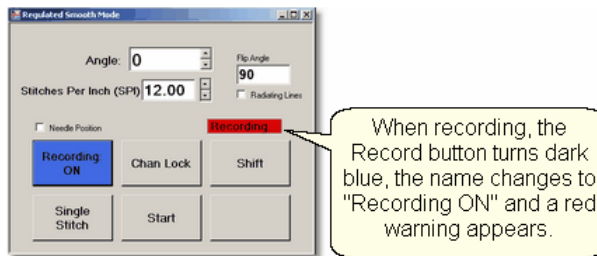 Regulated Smooth Mode
Angle: 0
Flip Angle
90
Stitches Per Inch (SPI) 12.00
Radiating Lines
Needle Position
Recording...
Recording
ON
Chan Lock
Shift
Single
Stitch
Start
When recording, the
Record button turns dark
blue, the name changes to
"Recording ON" and a red
warning appears.